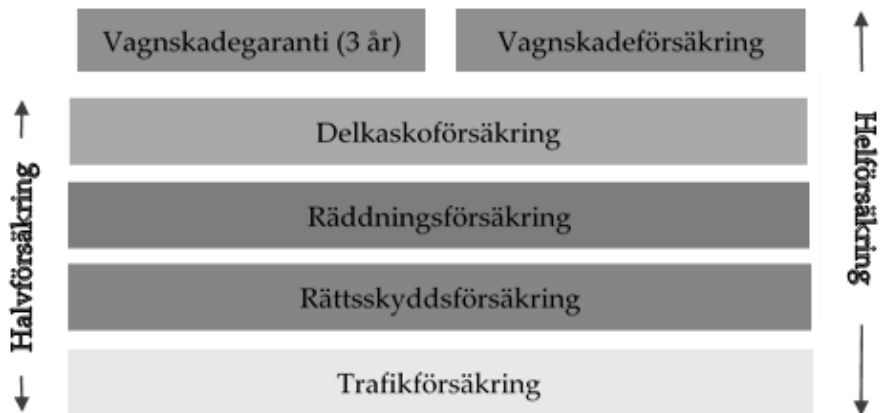 Vagnskadegaranti (3 år)
Vagnskadeförsäkring
Delkaskoförsäkring
Räddningsförsäkring
Rättsskyddsförsäkring
Trafikförsäkring
Halvförsäkring
Helförsäkring